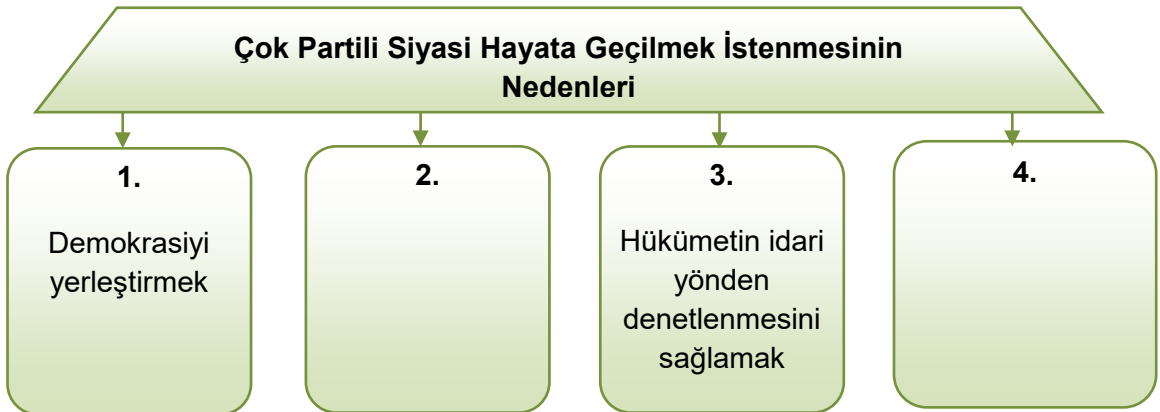 Çok Partili Siyasi Hayata Geçilmek İstenmesinin
Nedenleri
1.
Demokrasiyi
yerleştirmek
2.
3.
Hükümetin idari
yönden
denetlenmesini
sağlamak
4.